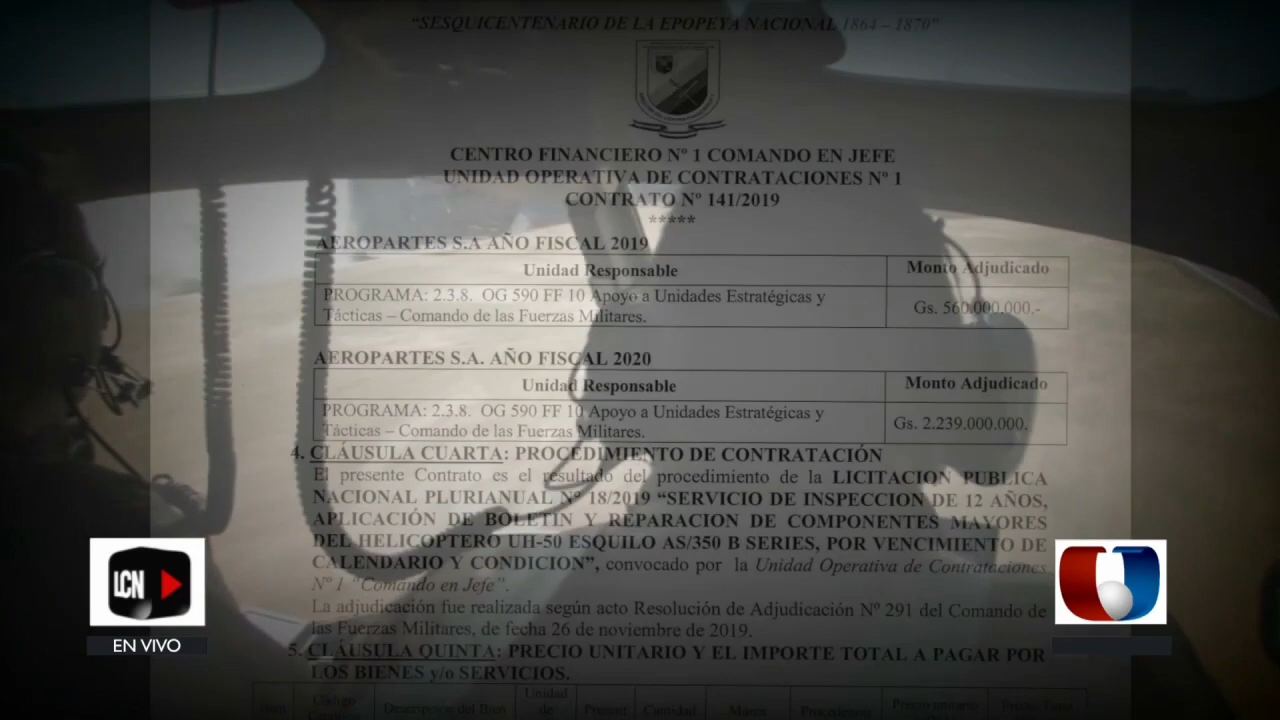 "SESQUICENTENARIO DE LA EPOPEYA NACIONAL 1864 – 1870"
CENTRO FINANCIERO Nº 1 COMANDO EN JEFE
UNIDAD OPERATIVA DE CONTRATACIONES Nº 1
CONTRATO Nº 141/2019
*****
AEROPARTES S.A AÑO FISCAL 2019
Unidad Responsable Monto Adjudicado
PROGRAMA: 2.3.8. OG 590 FF 10 Apoyo a Unidades Estratégicas y
Tácticas – Comando de las Fuerzas Militares. Gs. 560.000.000.-
AEROPARTES S.A. AÑO FISCAL 2020
Unidad Responsable Monto Adjudicado
PROGRAMA: 2.3.8. OG 590 FF 10 Apoyo a Unidades Estratégicas y
Tácticas – Comando de las Fuerzas Militares. Gs. 2.239.000.000.
4. CLÁUSULA CUARTA: PROCEDIMIENTO DE CONTRATACIÓN
El presente Contrato es el resultado del procedimiento de la LICITACION PUBLICA
NACIONAL PLURIANUAL Nº 18/2019 "SERVICIO DE INSPECCION DE 12 AÑOS,
APLICACIÓN DE BOLETIN Y REPARACION DE COMPONENTES MAYORES
DEL HELICOPTERO UH-50 ESQUILO AS/350 B SERIES, POR VENCIMIENTO DE
CALENDARIO Y CONDICION", convocado por la Unidad Operativa de Contrataciones
Nº 1 "Comando en Jefe".
La adjudicación fue realizada según acto Resolución de Adjudicación Nº 291 del Comando de
las Fuerzas Militares, de fecha 26 de noviembre de 2019.
5. CLÁUSULA QUINTA: PRECIO UNITARIO Y EL IMPORTE TOTAL A PAGAR POR
LOS BIENES y/o SERVICIOS.
Código Descripción del Bien Unidad de Cantidad Marca Procedencia Precio unitario
LCN
EN VIVO